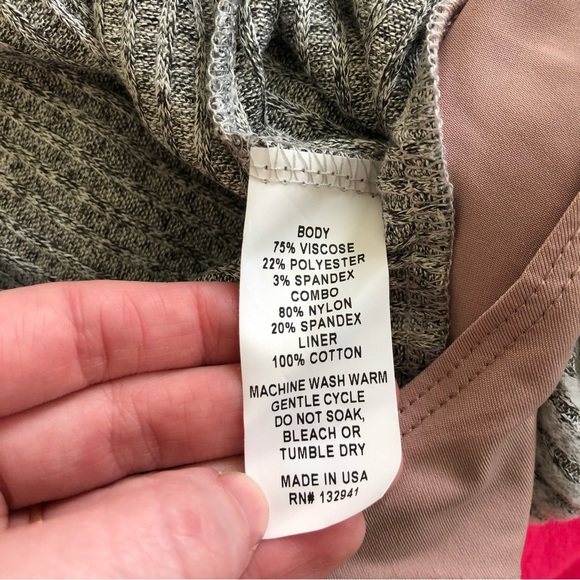 BODY
75% VISCOSE
22% POLYESTER
3% SPANDEX
COMBO
80% NYLON
20% SPANDEX
LINER
100% COTTON
MACHINE WASH WARM
GENTLE CYCLE
DO NOT SOAK,
BLEACH OR
TUMBLE DRY
MADE IN USA
RN# 132941